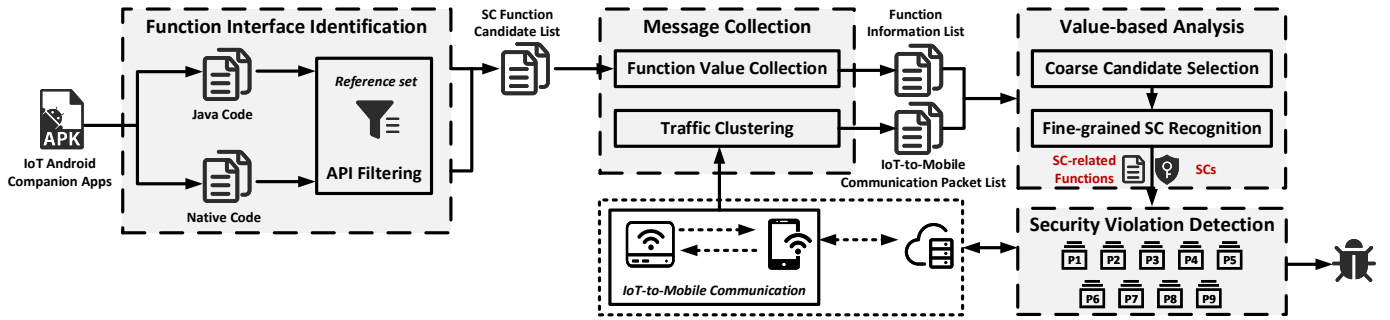 Function Interface Identification
Reference set
Java Code
API Filtering
Native Code
APK
IoT Android
Companion Apps
SC Function
Candidate List
Message Collection
Function Value Collection
Traffic Clustering
Function
Information List
IoT-to-Mobile
Communication Packet List
IoT-to-Mobile Communication
Value-based Analysis
Coarse Candidate Selection
Fine-grained SC Recognition
SC-related
Functions
SCs
Security Violation Detection
P1 P2 P3 P4 P5
P6 P7 P8 P9